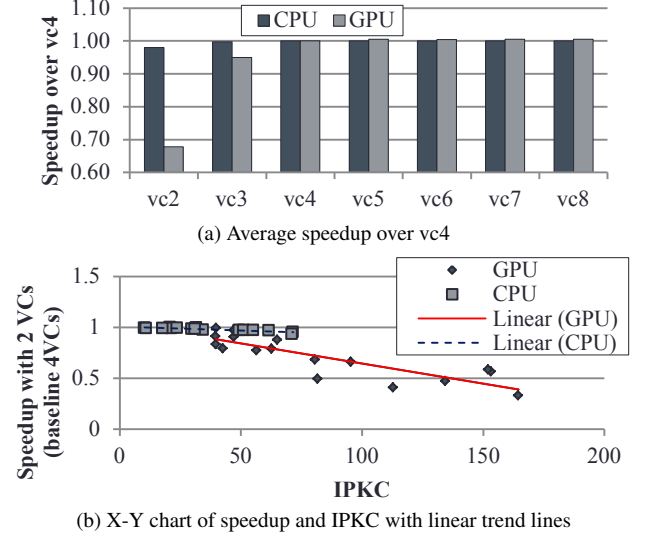 CPU GPU
Speedup over vc4
1.10
1.00
0.90
0.80
0.70
0.60
vc2 vc3 vc4 vc5 vc6 vc7 vc8
(a) Average speedup over vc4
Speedup with 2 VCs
(baseline 4VCs)
1.5
1
0.5
0
GPU
CPU
Linear (GPU)
Linear (CPU)
0 50 100 150 200
IPKC
(b) X-Y chart of speedup and IPKC with linear trend lines